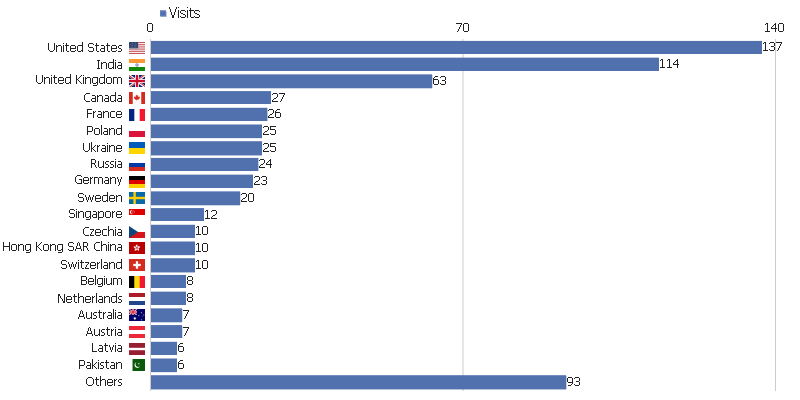 Visits
0 70 140
United States 137
India 114
United Kingdom 63
Canada 27
France 26
Poland 25
Ukraine 25
Russia 24
Germany 23
Sweden 20
Singapore 12
Czechia 10
Hong Kong SAR China 10
Switzerland 10
Belgium 8
Netherlands 8
Australia 7
Austria 7
Latvia 6
Pakistan 6
Others 93